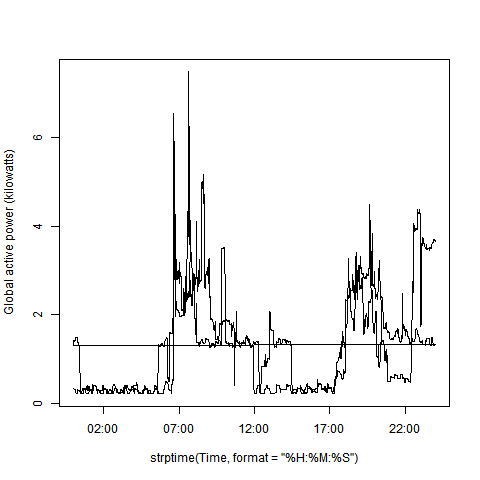 Global active power (kilowatts)
6
4
2
0
02:00 07:00 12:00 17:00 22:00
strptime(Time, format = "%H:%M:%S")